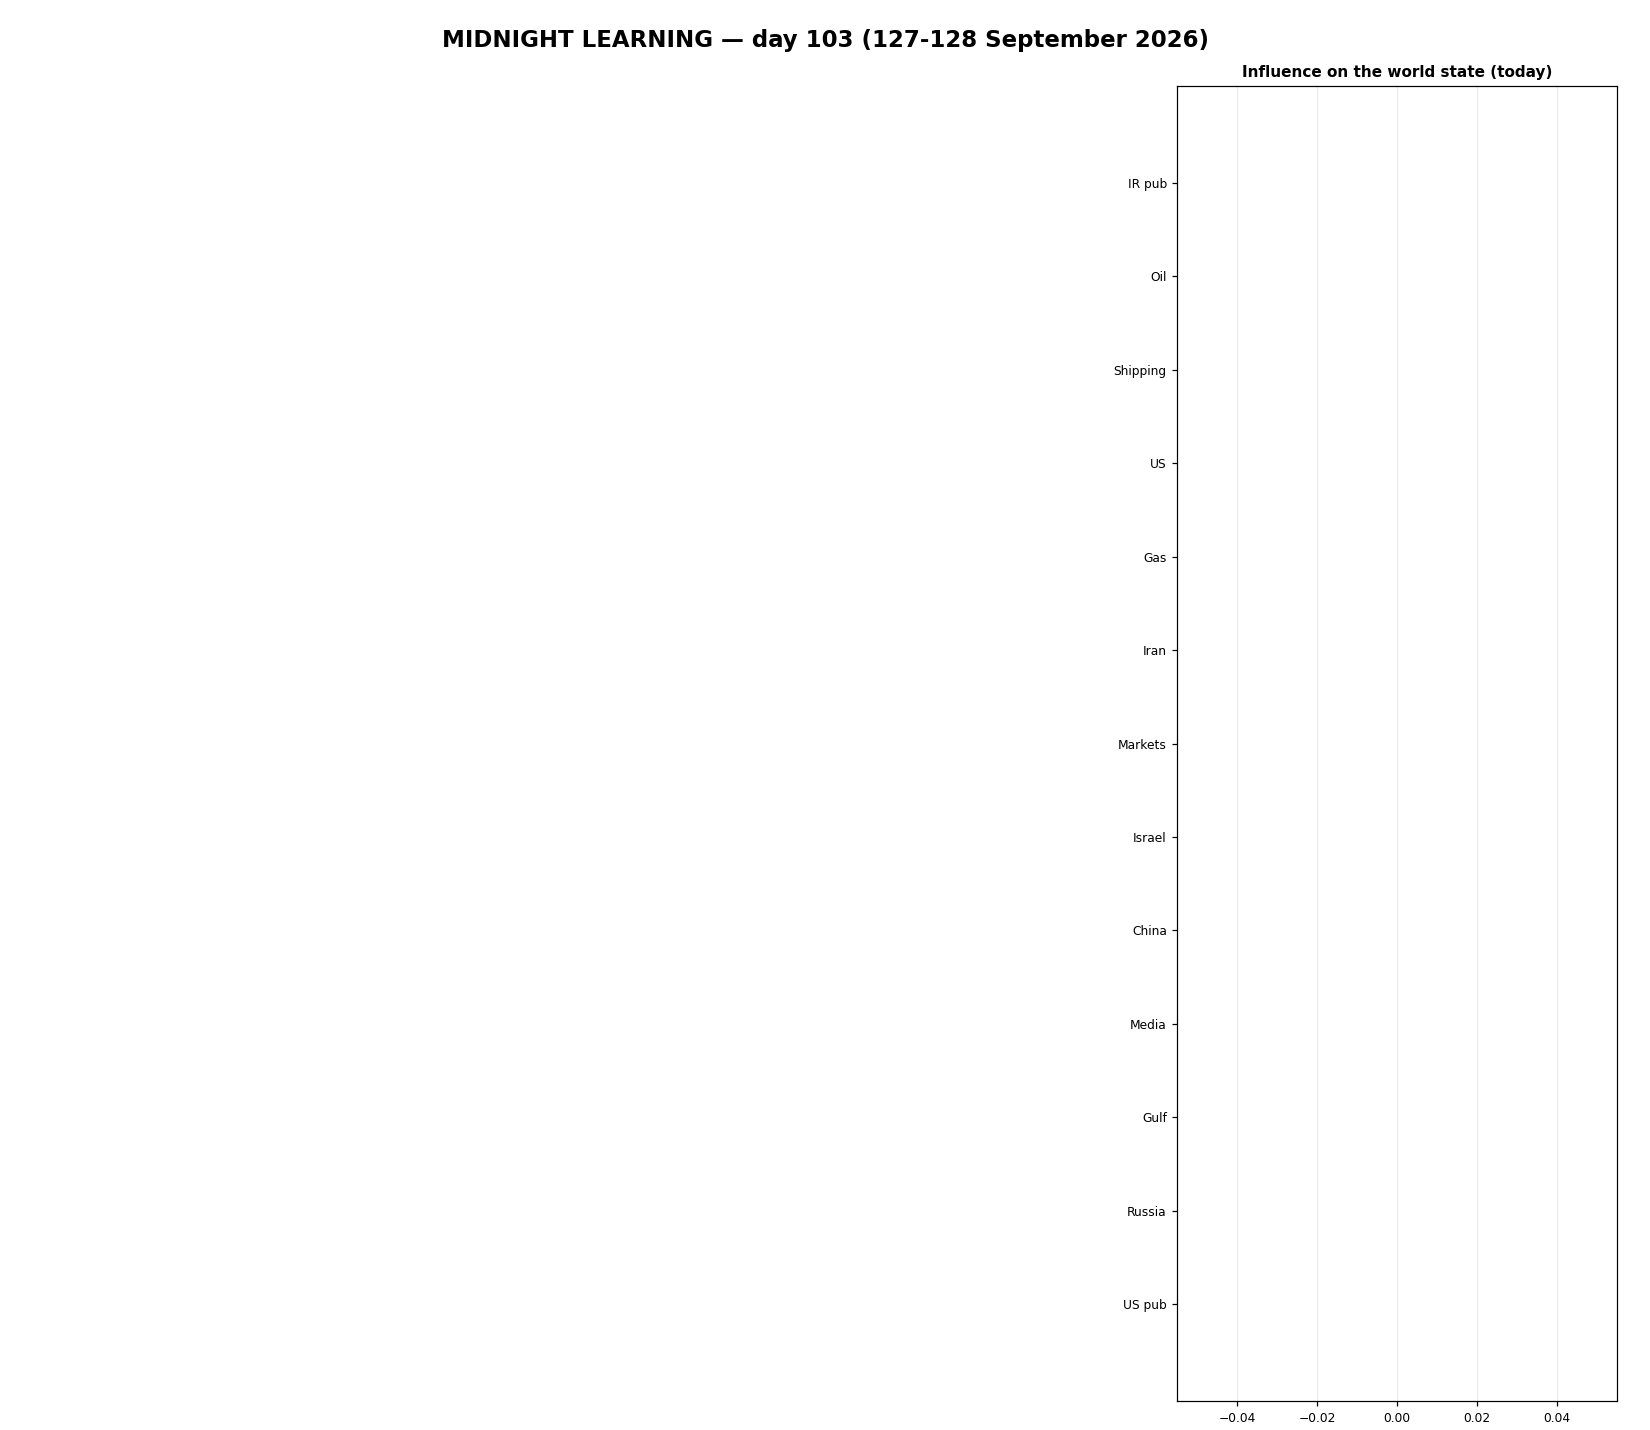 MIDNIGHT LEARNING — day 103 (127-128 September 2026)
Influence on the world state (today)
IR pub
Oil
Shipping
US
Gas
Iran
Markets
Israel
China
Media
Gulf
Russia
US pub
−0.04 −0.02 0.00 0.02 0.04